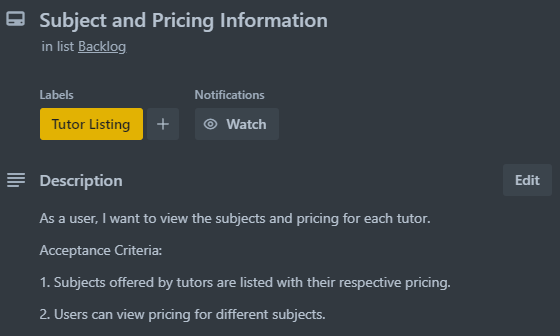 Subject and Pricing Information
in list Backlog
Labels
Notifications
Tutor Listing
+
Watch
Description
Edit
As a user, I want to view the subjects and pricing for each tutor.
Acceptance Criteria:
1. Subjects offered by tutors are listed with their respective pricing.
2. Users can view pricing for different subjects.